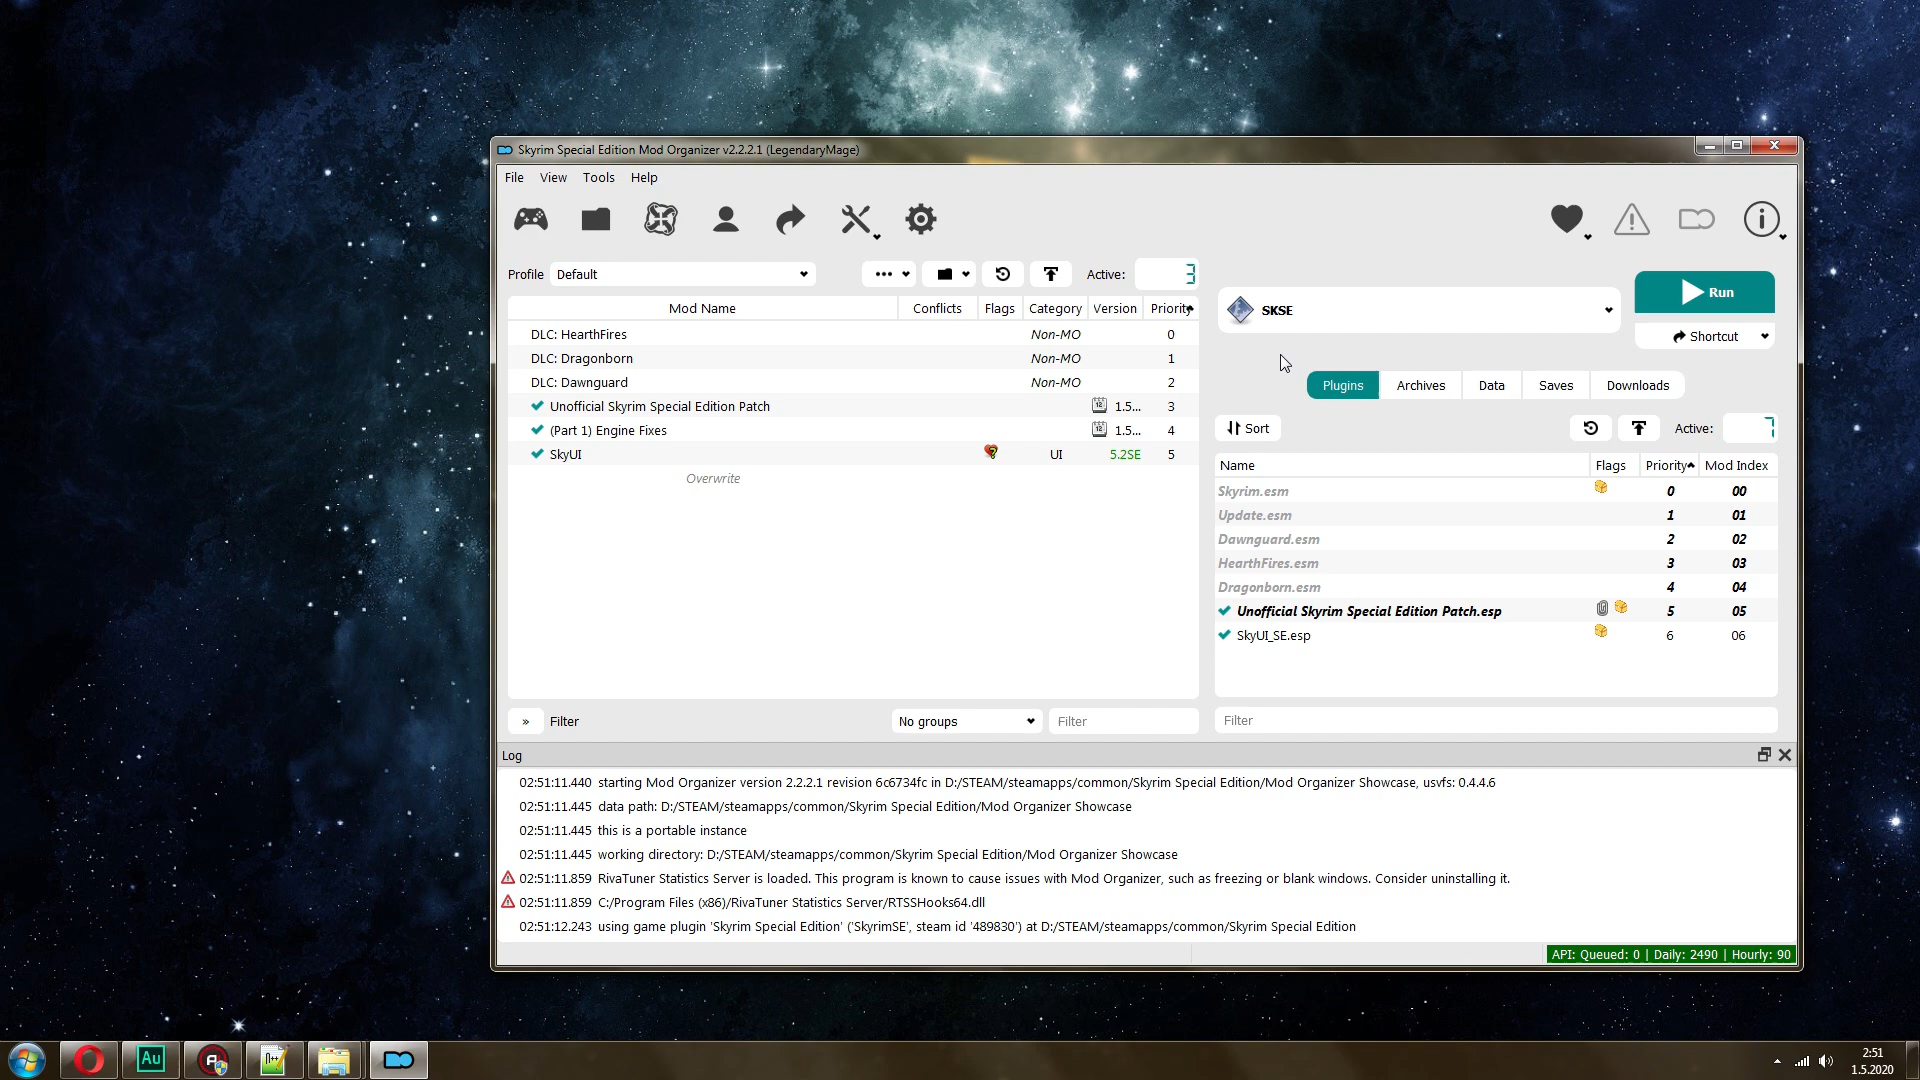 Skyrim Special Edition Mod Organizer v2.2.2.1 (LegendaryMage)
File View Tools Help
Profile Default Active: 3
Mod Name Conflicts Flags Category Version Priority
DLC: HearthFires Non-MO 0
DLC: Dragonborn Non-MO 1
DLC: Dawnguard Non-MO 2
Unofficial Skyrim Special Edition Patch 1.5... 3
(Part 1) Engine Fixes 1.5... 4
SkyUI UI 5.2SE 5
Overwrite
» Filter No groups Filter
SKSE
Run
Shortcut
Plugins Archives Data Saves Downloads
Sort Active: 7
Name Flags Priority Mod Index
Skyrim.esm 0 00
Update.esm 1 01
Dawnguard.esm 2 02
HearthFires.esm 3 03
Dragonborn.esm 4 04
Unofficial Skyrim Special Edition Patch.esp 5 05
SkyUI_SE.esp 6 06
Filter
Log
02:51:11.440 starting Mod Organizer version 2.2.2.1 revision 6c6734fc in D:/STEAM/steamapps/common/Skyrim Special Edition/Mod Organizer Showcase, usvfs: 0.4.4.6
02:51:11.445 data path: D:/STEAM/steamapps/common/Skyrim Special Edition/Mod Organizer Showcase
02:51:11.445 this is a portable instance
02:51:11.445 working directory: D:/STEAM/steamapps/common/Skyrim Special Edition/Mod Organizer Showcase
02:51:11.859 RivaTuner Statistics Server is loaded. This program is known to cause issues with Mod Organizer, such as freezing or blank windows. Consider uninstalling it.
02:51:11.859 C:/Program Files (x86)/RivaTuner Statistics Server/RTSSHooks64.dll
02:51:12.243 using game plugin 'Skyrim Special Edition' ('SkyrimSE', steam id '489830') at D:/STEAM/steamapps/common/Skyrim Special Edition
API: Queued: 0 | Daily: 2490 | Hourly: 90
Au
2:51
1.5.2020